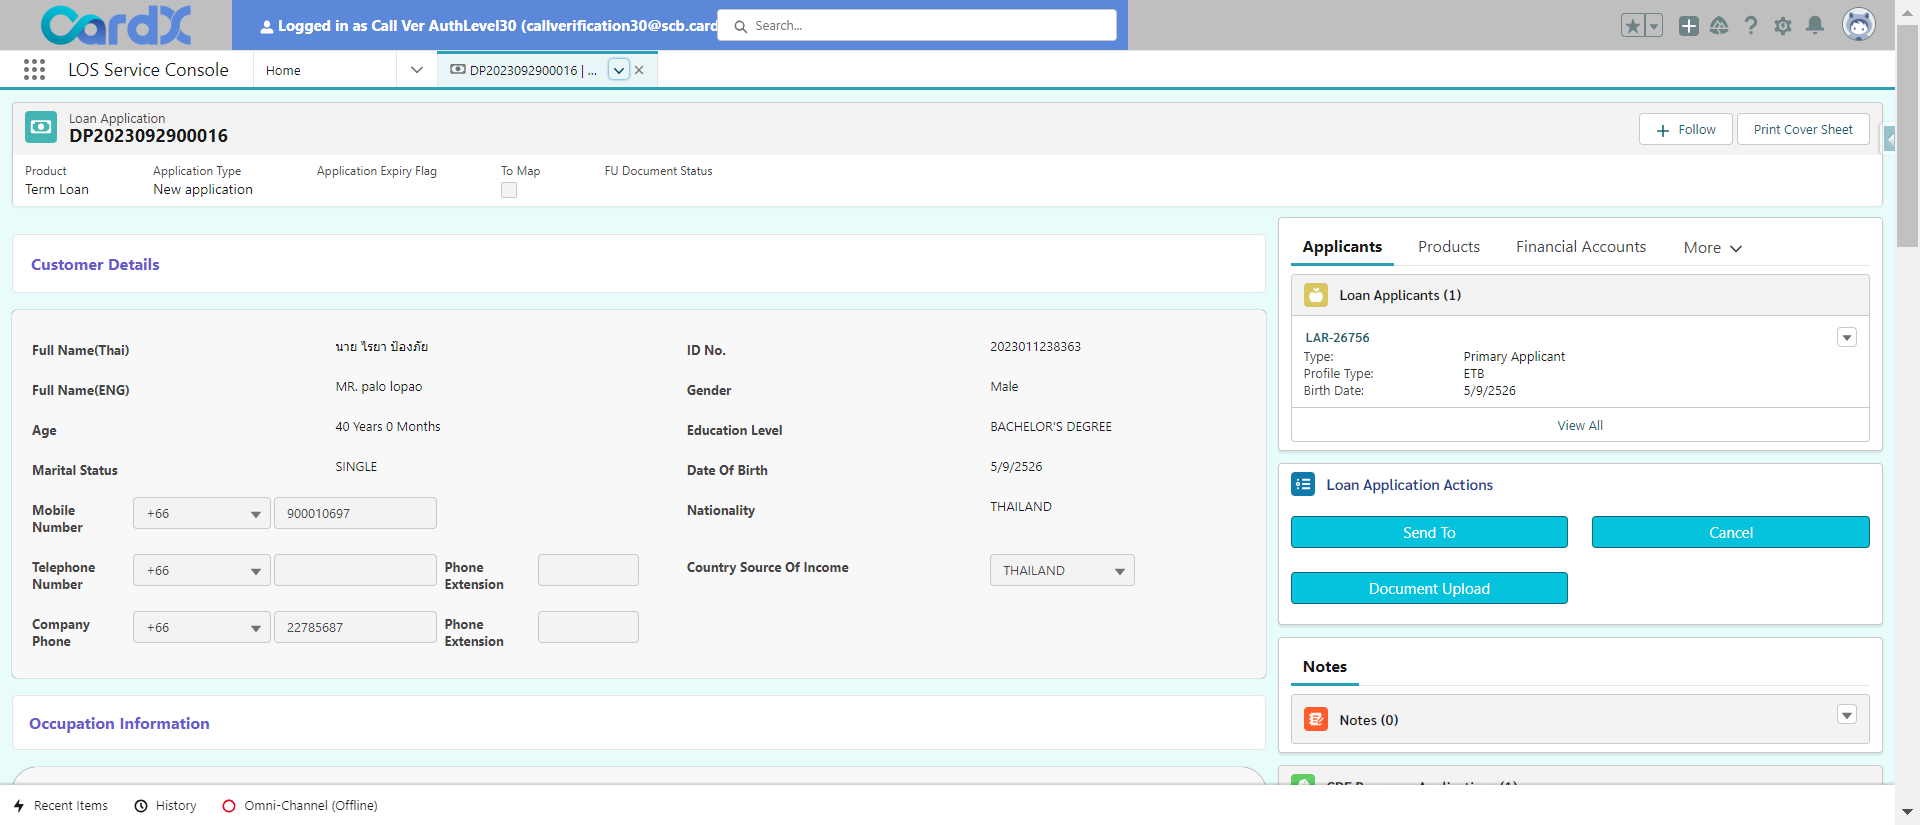 CardX
Logged in as Call Ver AuthLevel30 (callverification30@scb.card
Search...
LOS Service Console
Home
DP2023092900016 | ...
Loan Application
DP2023092900016
Follow
Print Cover Sheet
Product
Application Type
Application Expiry Flag
To Map
FU Document Status
Term Loan
New application
Customer Details
Full Name(Thai)
นาย ไรยา ป้องภัย
ID No.
2023011238363
Full Name(ENG)
MR. palo lopao
Gender
Male
Age
40 Years 0 Months
Education Level
BACHELOR'S DEGREE
Marital Status
SINGLE
Date Of Birth
5/9/2526
Mobile Number
+66
900010697
Nationality
THAILAND
Telephone Number
+66
Phone Extension
Country Source Of Income
THAILAND
Company Phone
+66
22785687
Phone Extension
Occupation Information
Applicants
Products
Financial Accounts
More
Loan Applicants (1)
LAR-26756
Type:
Primary Applicant
Profile Type:
ETB
Birth Date:
5/9/2526
View All
Loan Application Actions
Send To
Cancel
Document Upload
Notes
Notes (0)
Recent Items
History
Omni-Channel (Offline)